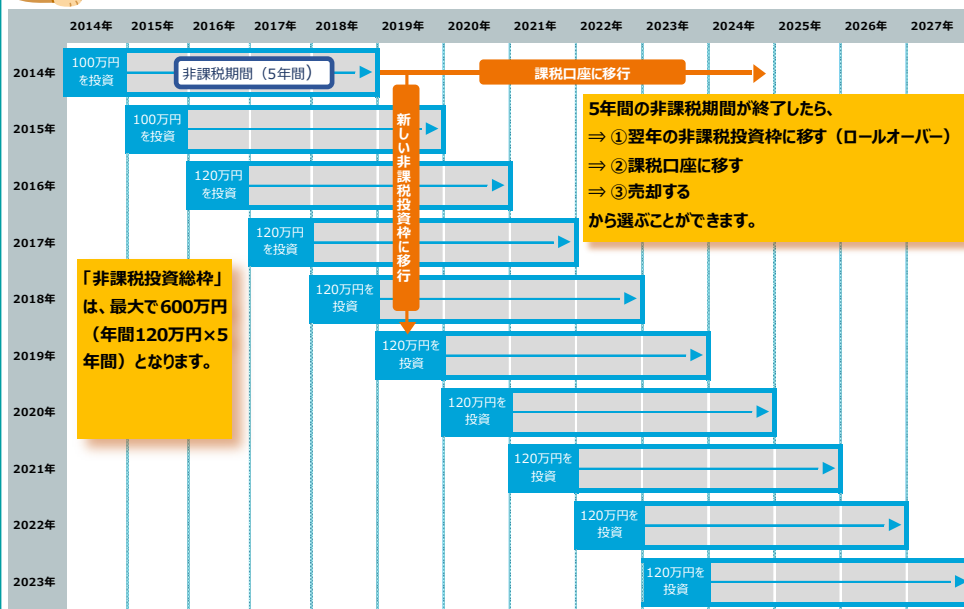 2014年 2015年 2016年 2017年 2018年 2019年 2020年 2021年 2022年 2023年 2024年 2025年 2026年 2027年
2014年
100万円
を投資
非課税期間（5年間）
課税口座に移行
新しい非課税投資枠に移行
5年間の非課税期間が終了したら、
⇒ ①翌年の非課税投資枠に移す（ロールオーバー）
⇒ ②課税口座に移す
⇒ ③売却する
から選ぶことができます。
2015年
100万円
を投資
2016年
120万円
を投資
2017年
120万円
を投資
「非課税投資総枠」
は、最大で600万円
（年間120万円×5
年間）となります。
2018年
120万円を
投資
2019年
120万円を
投資
2020年
120万円を
投資
2021年
120万円を
投資
2022年
120万円を
投資
2023年
120万円を
投資